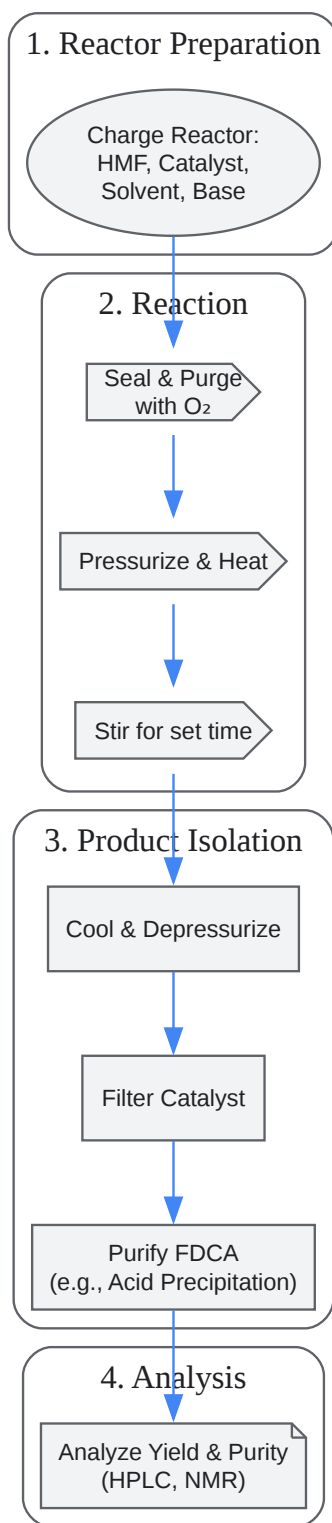 1. Reactor Preparation
Charge Reactor:
HMF, Catalyst,
Solvent, Base
2. Reaction
Seal & Purge
with O₂
Pressurize & Heat
Stir for set time
3. Product Isolation
Cool & Depressurize
Filter Catalyst
Purify FDCA
(e.g., Acid Precipitation)
4. Analysis
Analyze Yield & Purity
(HPLC, NMR)